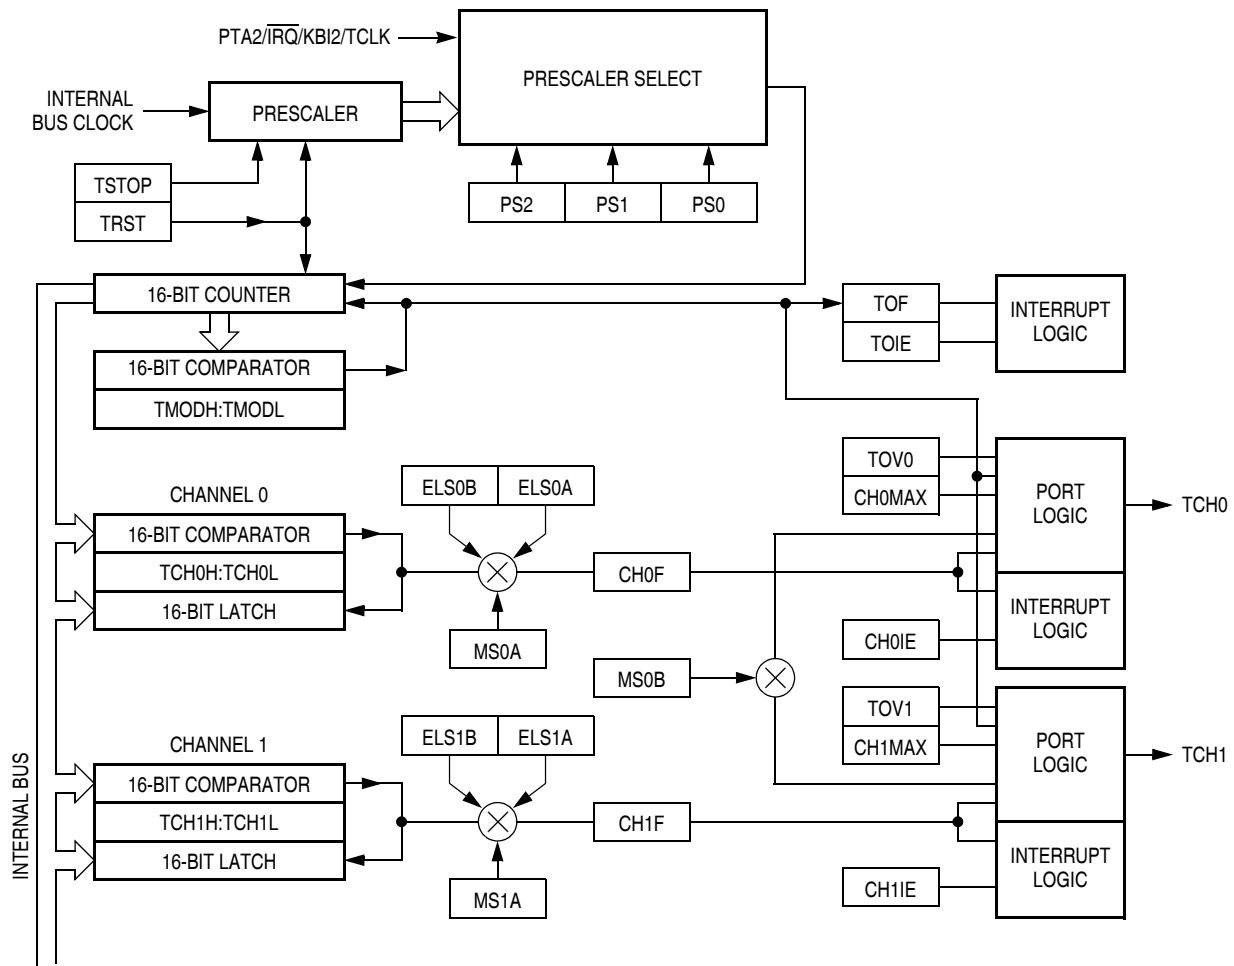 PTA2/IRQ/KBI2/TCLK
PRESCALER SELECT
INTERNAL
BUS CLOCK
PRESCALER
TSTOP
TRST
PS2
PS1
PS0
16-BIT COUNTER
16-BIT COMPARATOR
TMODH:TMODL
TOF
TOIE
INTERRUPT
LOGIC
CHANNEL 0
16-BIT COMPARATOR
TCH0H:TCH0L
16-BIT LATCH
ELS0B
ELS0A
MS0A
CH0F
TOV0
CH0MAX
PORT
LOGIC
TCH0
INTERRUPT
LOGIC
CH0IE
MS0B
CHANNEL 1
16-BIT COMPARATOR
TCH1H:TCH1L
16-BIT LATCH
ELS1B
ELS1A
MS1A
CH1F
TOV1
CH1MAX
PORT
LOGIC
TCH1
INTERRUPT
LOGIC
CH1IE
INTERNAL BUS